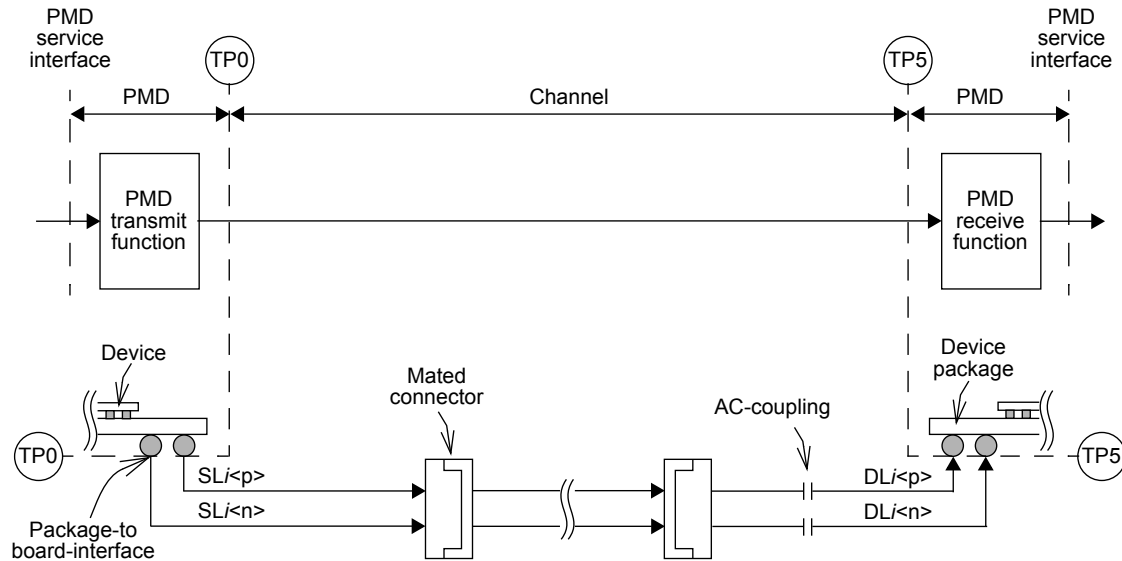 PMD
service
interface
TP0
TP5
PMD
service
interface
PMD
Channel
PMD
PMD
transmit
function
PMD
receive
function
Device
Mated
connector
AC-coupling
Device
package
TP0
TP5
SLi<p>
DLi<p>
SLi<n>
DLi<n>
Package-to
board-interface